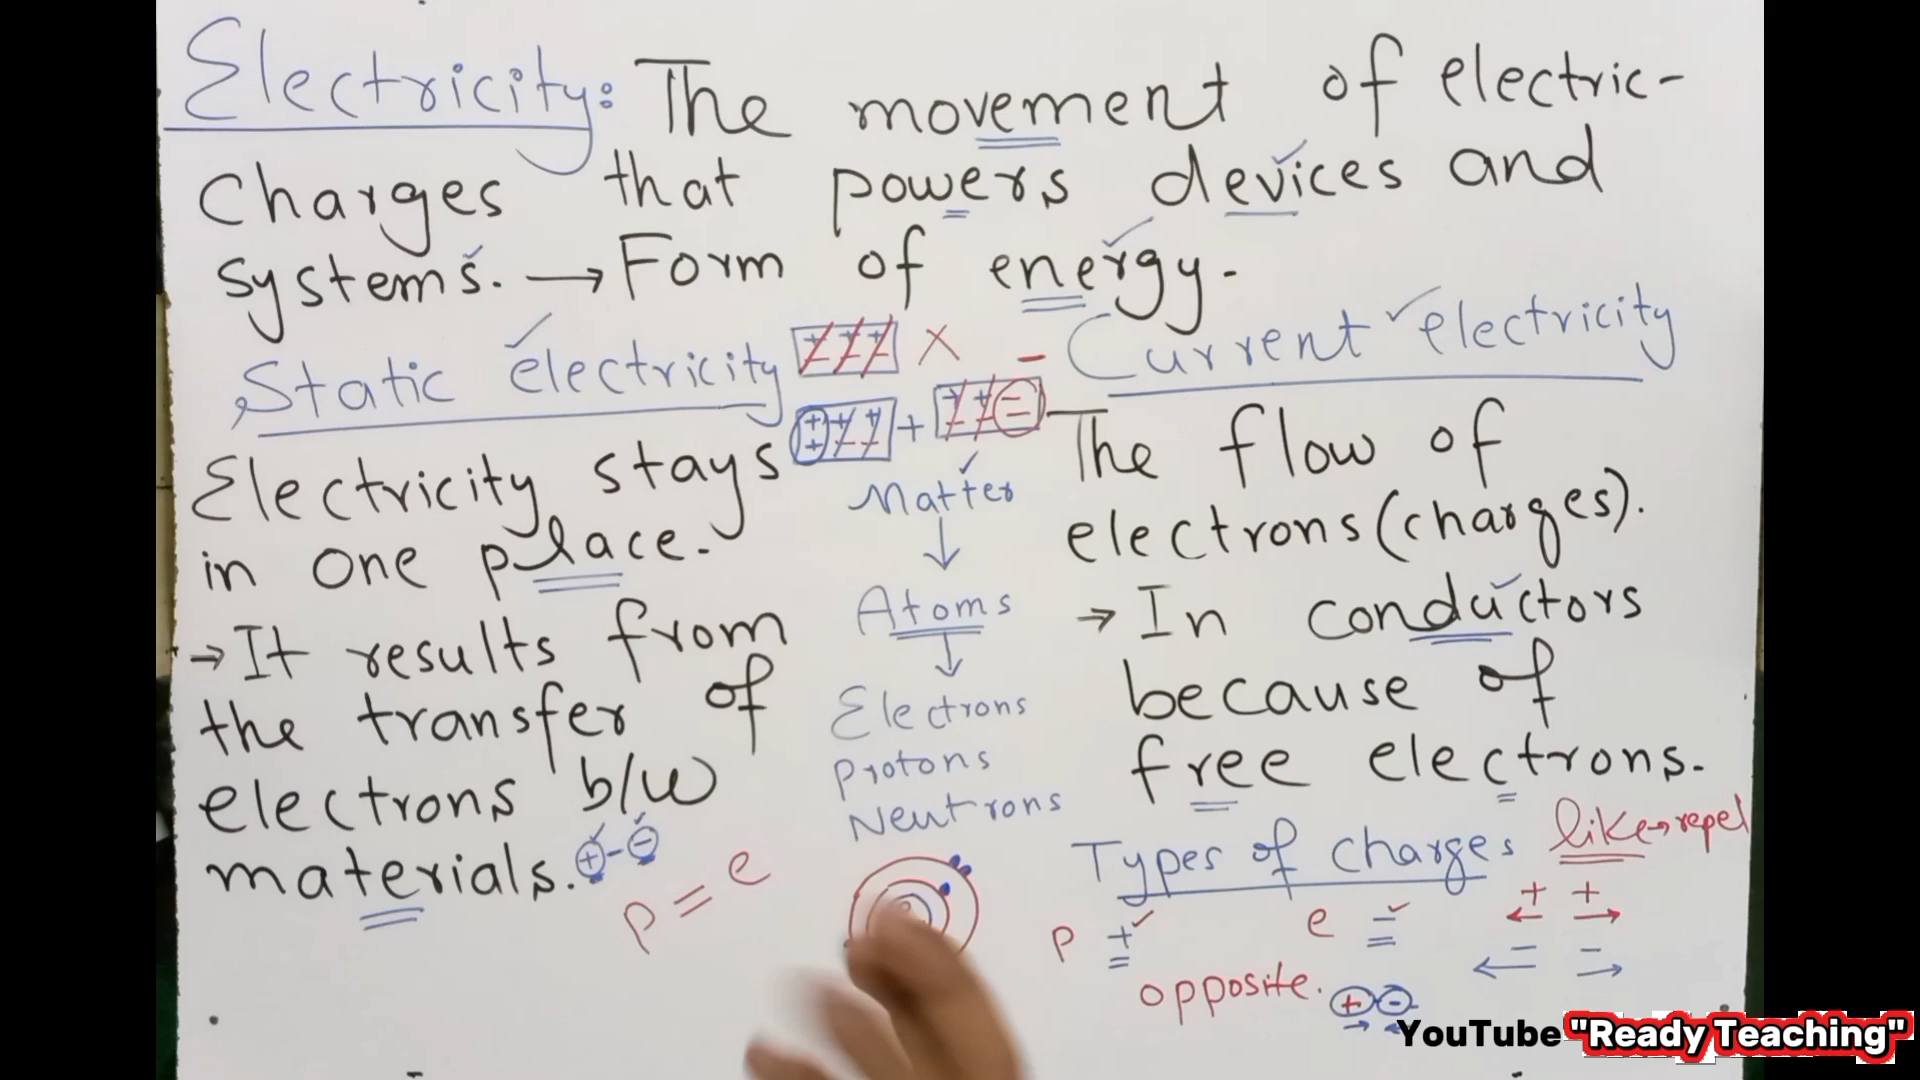 Electricity: The movement of electric-
Charges that powers devices and
systems. → Form of energy.
Static electricity
Electricity stays
in one place.
→ It results from
the transfer of
electrons b/w
materials. + - -
p = e
+ + + ×
+ + + + + + -
+
Matter
↓
Atoms
↓
Electrons
Protons
Neutrons
- Current electricity
The flow of
electrons (charges).
→ In conductors
because of
free electrons.
Types of charges like→repel
p + e -
+ +
← →
- -
← →
opposite. + -
→ ←
YouTube "Ready Teaching"